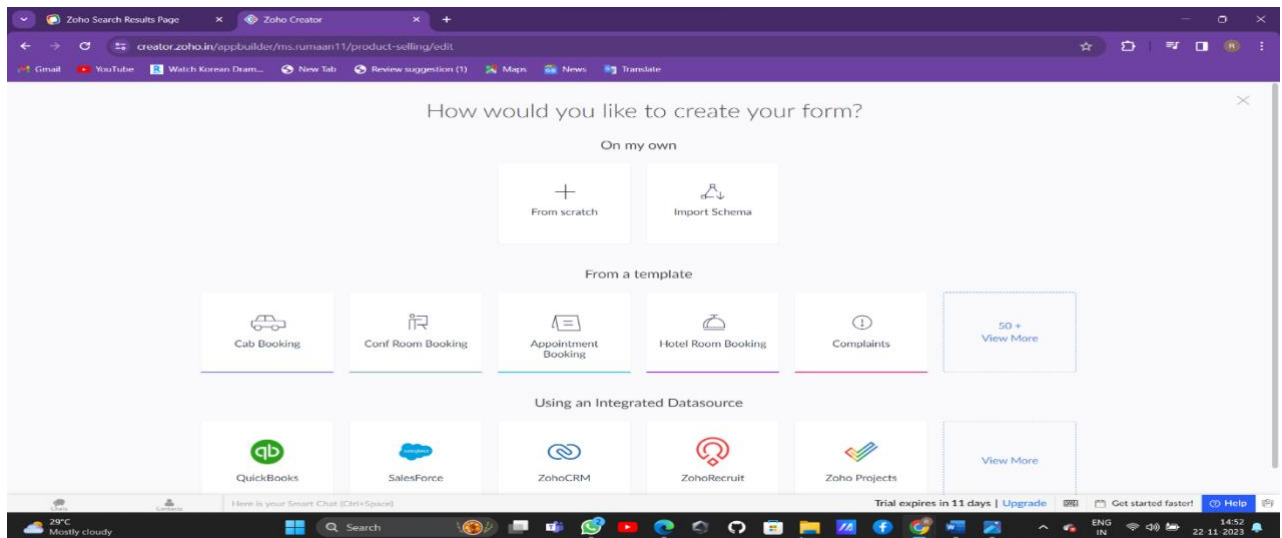 Zoho Search Results Page
Zoho Creator
creator.zoho.in/appbuilder/ms.rumaan11/product-selling/edit
Gmail YouTube Watch Korean Dram... New Tab Review suggestion (1) Maps News Translate
How would you like to create your form?
On my own
From scratch
Import Schema
From a template
Cab Booking
Conf Room Booking
Appointment
Booking
Hotel Room Booking
Complaints
50 +
View More
Using an Integrated Datasource
QuickBooks
SalesForce
ZohoCRM
ZohoRecruit
Zoho Projects
View More
Chats
Contacts
Here is your Smart Chat (Ctrl+Space)
Trial expires in 11 days | Upgrade
Get started faster!
Help
29°C
Mostly cloudy
Search
ENG
IN
14:52
22-11-2023